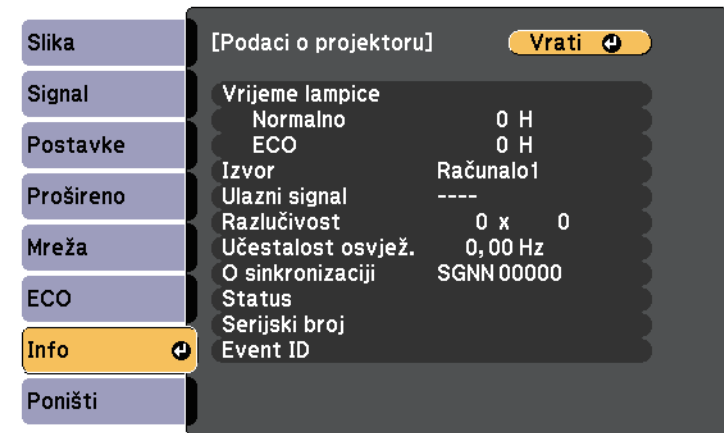 Slika
Signal
Postavke
Prošireno
Mreža
ECO
Info
Poništi
[Podaci o projektoru] Vrati
Vrijeme lampice
Normalno 0 H
ECO 0 H
Izvor Računalo1
Ulazni signal ----
Razlučivost 0 x 0
Učestalost osvjež. 0,00 Hz
O sinkronizaciji SGNN 00000
Status
Serijski broj
Event ID